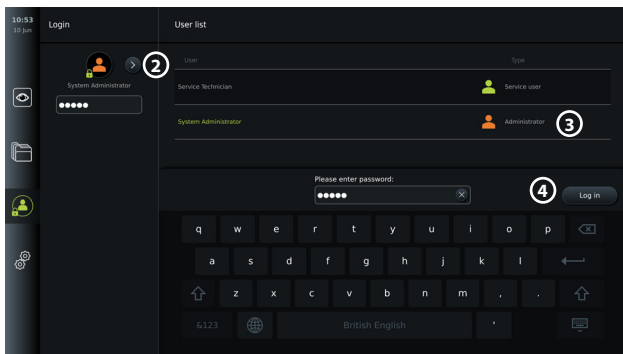 10:53
10 Jun
Login
User list
2
User
Type
System Administrator
●●●●●
Service Technician
Service user
System Administrator
Administrator
3
Please enter password:
●●●●●
4
Log in
q w e r t y u i o p
a s d f g h j k l
z x c v b n m , .
&123
British English
'